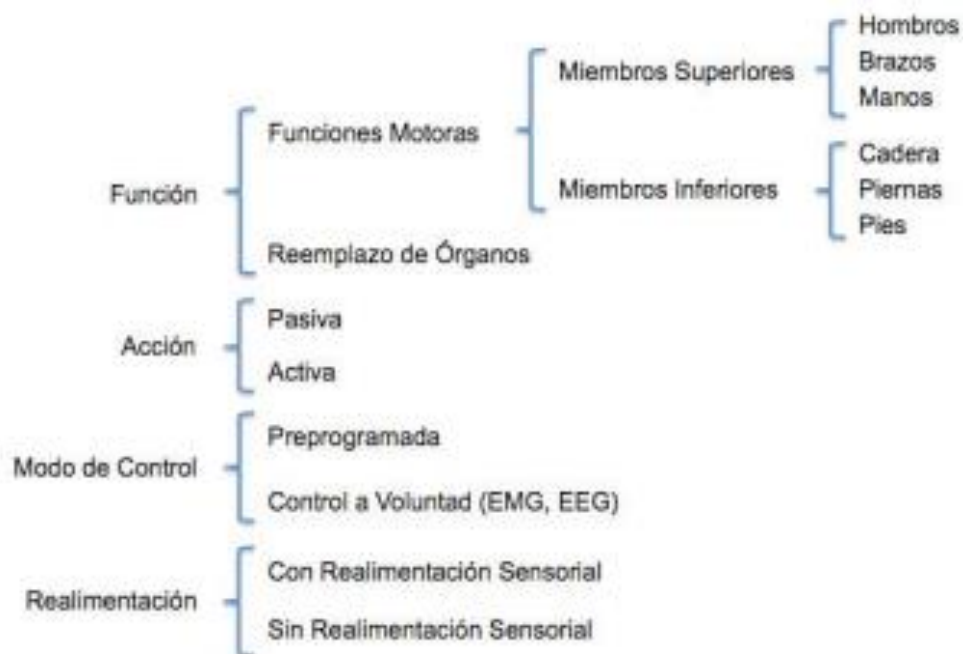 Función
Funciones Motoras
Miembros Superiores
Hombros
Brazos
Manos
Miembros Inferiores
Cadera
Piernas
Pies
Reemplazo de Órganos
Acción
Pasiva
Activa
Modo de Control
Preprogramada
Control a Voluntad (EMG, EEG)
Realimentación
Con Realimentación Sensorial
Sin Realimentación Sensorial